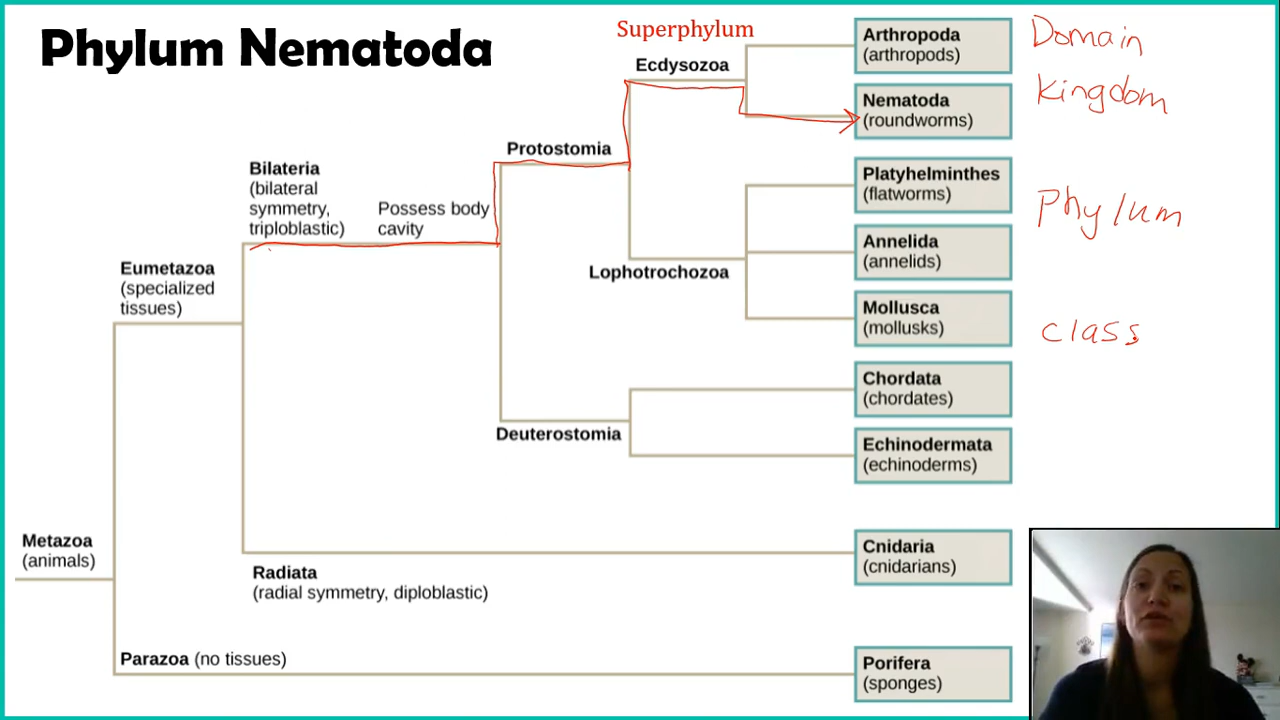 Phylum Nematoda
Superphylum
Ecdysozoa
Arthropoda
(arthropods)
Nematoda
(roundworms)
Protostomia
Bilateria
(bilateral
symmetry,
triploblastic)
Possess body
cavity
Platyhelminthes
(flatworms)
Annelida
(annelids)
Lophotrochozoa
Mollusca
(mollusks)
Eumetazoa
(specialized
tissues)
Chordata
(chordates)
Deuterostomia
Echinodermata
(echinoderms)
Metazoa
(animals)
Cnidaria
(cnidarians)
Radiata
(radial symmetry, diploblastic)
Parazoa (no tissues)
Porifera
(sponges)
Domain
Kingdom
Phylum
Class